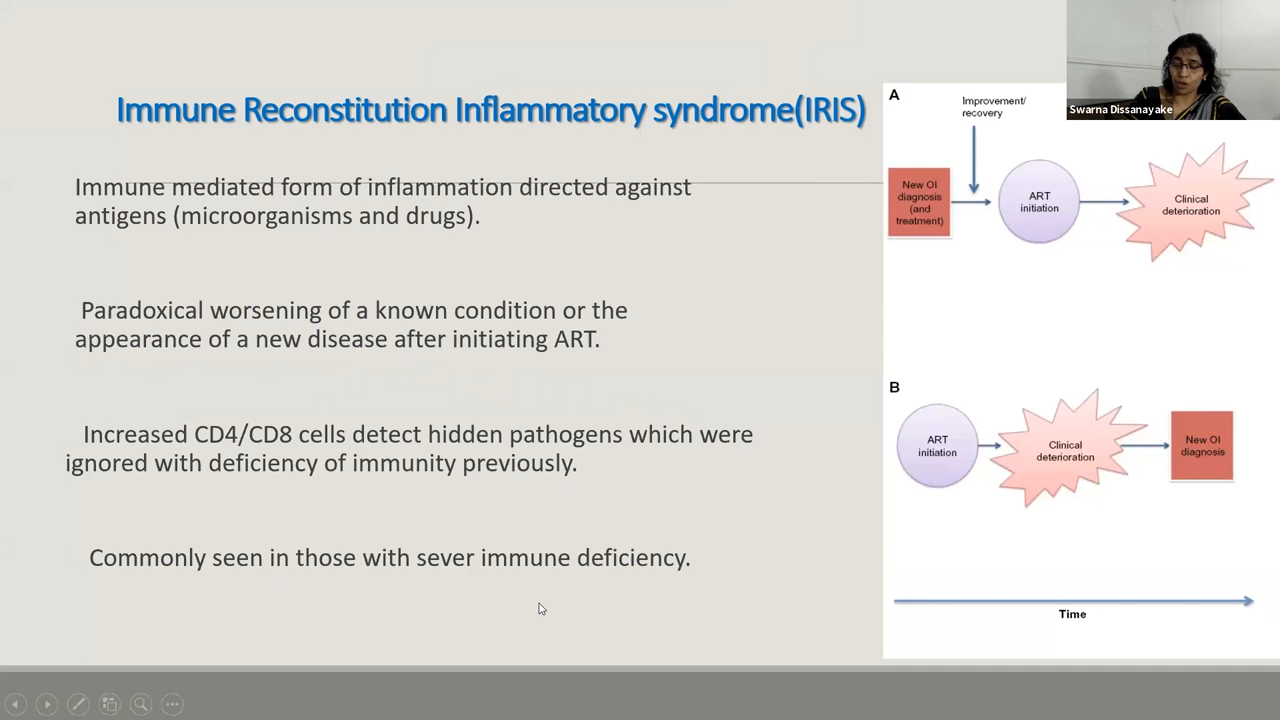 Immune Reconstitution Inflammatory syndrome(IRIS)
Immune mediated form of inflammation directed against
antigens (microorganisms and drugs).
Paradoxical worsening of a known condition or the
appearance of a new disease after initiating ART.
Increased CD4/CD8 cells detect hidden pathogens which were
ignored with deficiency of immunity previously.
Commonly seen in those with sever immune deficiency.
Swarna Dissanayake
A
Improvement/
recovery
New OI
diagnosis
(and
treatment)
ART
initiation
Clinical
deterioration
B
ART
initiation
Clinical
deterioration
New OI
diagnosis
Time